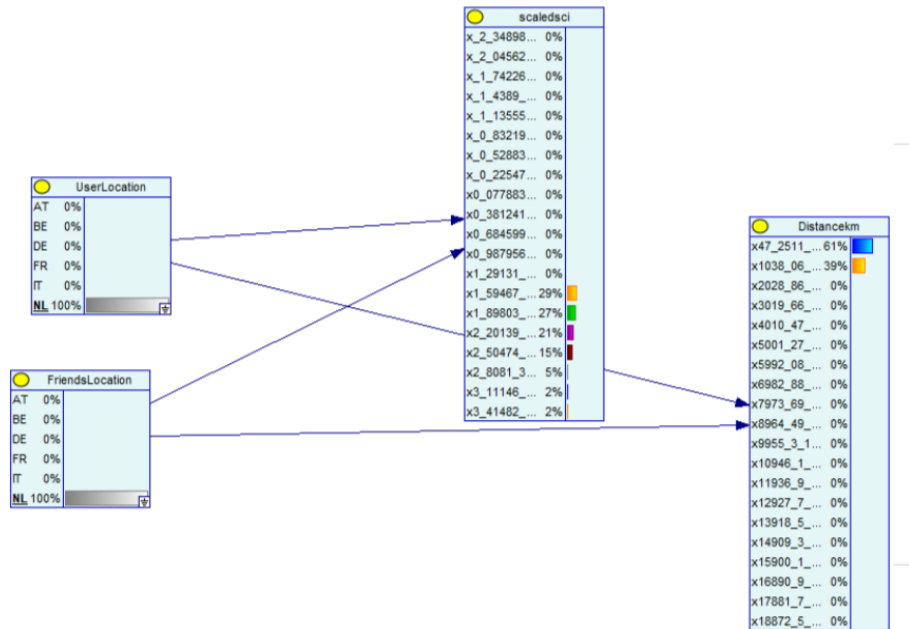 scaledsci
x_2_34898... 0%
x_2_04562... 0%
x_1_74226... 0%
x_1_4389_... 0%
x_1_13555... 0%
x_0_83219... 0%
x_0_52883... 0%
x_0_22547... 0%
x0_077883... 0%
x0_381241... 0%
x0_684599... 0%
x0_987956... 0%
x1_29131_... 0%
x1_59467_... 29%
x1_89803_... 27%
x2_20139_... 21%
x2_50474_... 15%
x2_8081_3... 5%
x3_11146_... 2%
x3_41482_... 2%
UserLocation
AT 0%
BE 0%
DE 0%
FR 0%
IT 0%
NL 100%
Distancekm
x47_2511_... 61%
x1038_06_... 39%
x2028_86_... 0%
x3019_66_... 0%
x4010_47_... 0%
x5001_27_... 0%
x5992_08_... 0%
x6982_88_... 0%
x7973_69_... 0%
x8964_49_... 0%
x9955_3_1... 0%
x10946_1_... 0%
x11936_9_... 0%
x12927_7_... 0%
x13918_5_... 0%
x14909_3_... 0%
x15900_1_... 0%
x16890_9_... 0%
x17881_7_... 0%
x18872_5_... 0%
FriendsLocation
AT 0%
BE 0%
DE 0%
FR 0%
IT 0%
NL 100%